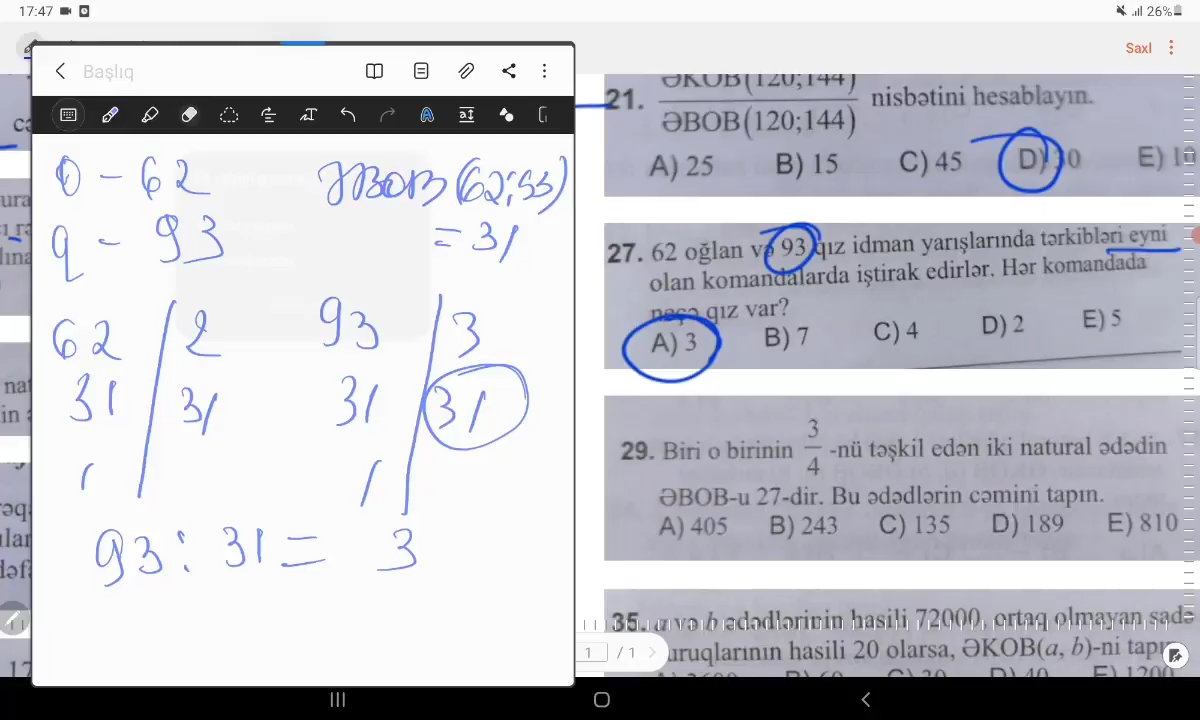 17:47
26%
Saxl
Başlıq
O - 62
q - 93
ƏBOB(62;93)
= 31
62 2
31 31
1
93 3
31 31
1
93 : 31 = 3
21. ƏKOB(120;144)
ƏBOB(120;144)
nisbətini hesablayın.
A) 25 B) 15 C) 45 D) 30 E)
27. 62 oğlan və 93 qız idman yarışlarında tərkibləri eyni
olan komandalarda iştirak edirlər. Hər komandada
neçə qız var?
A) 3 B) 7 C) 4 D) 2 E) 5
29. Biri o birinin 3/4 -nü təşkil edən iki natural ədədin
ƏBOB-u 27-dir. Bu ədədlərin cəmini tapın.
A) 405 B) 243 C) 135 D) 189 E) 810
35. a və b ədədlərinin hasili 72000, ortaq olmayan sadə
vuruqlarının hasili 20 olarsa, ƏKOB(a, b)-ni
1 / 1